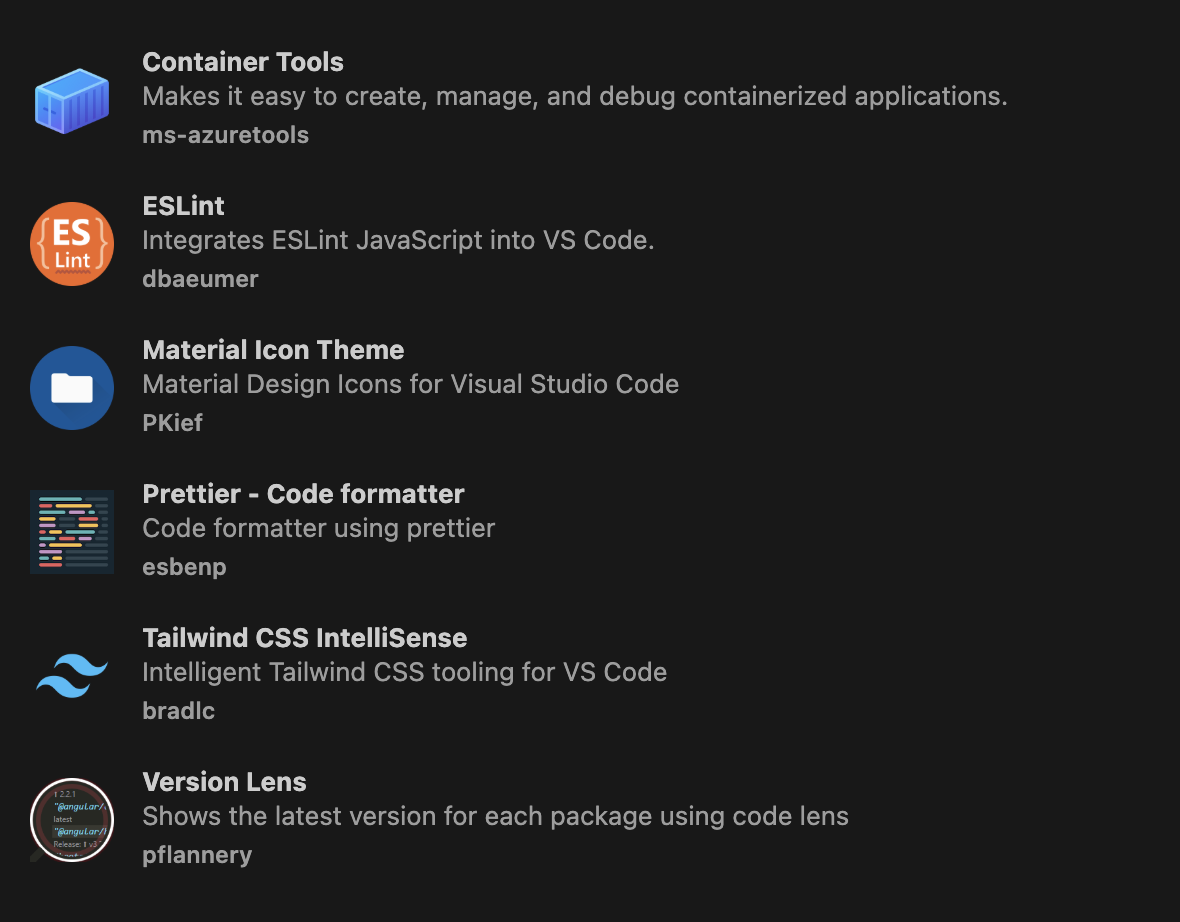 Container Tools
Makes it easy to create, manage, and debug containerized applications.
ms-azuretools
ES
Lint
ESLint
Integrates ESLint JavaScript into VS Code.
dbaeumer
Material Icon Theme
Material Design Icons for Visual Studio Code
PKief
Prettier - Code formatter
Code formatter using prettier
esbenp
Tailwind CSS IntelliSense
Intelligent Tailwind CSS tooling for VS Code
bradlc
2.2.1
"@angular/
latest
"@angular/
Release: v3
Version Lens
Shows the latest version for each package using code lens
pflannery